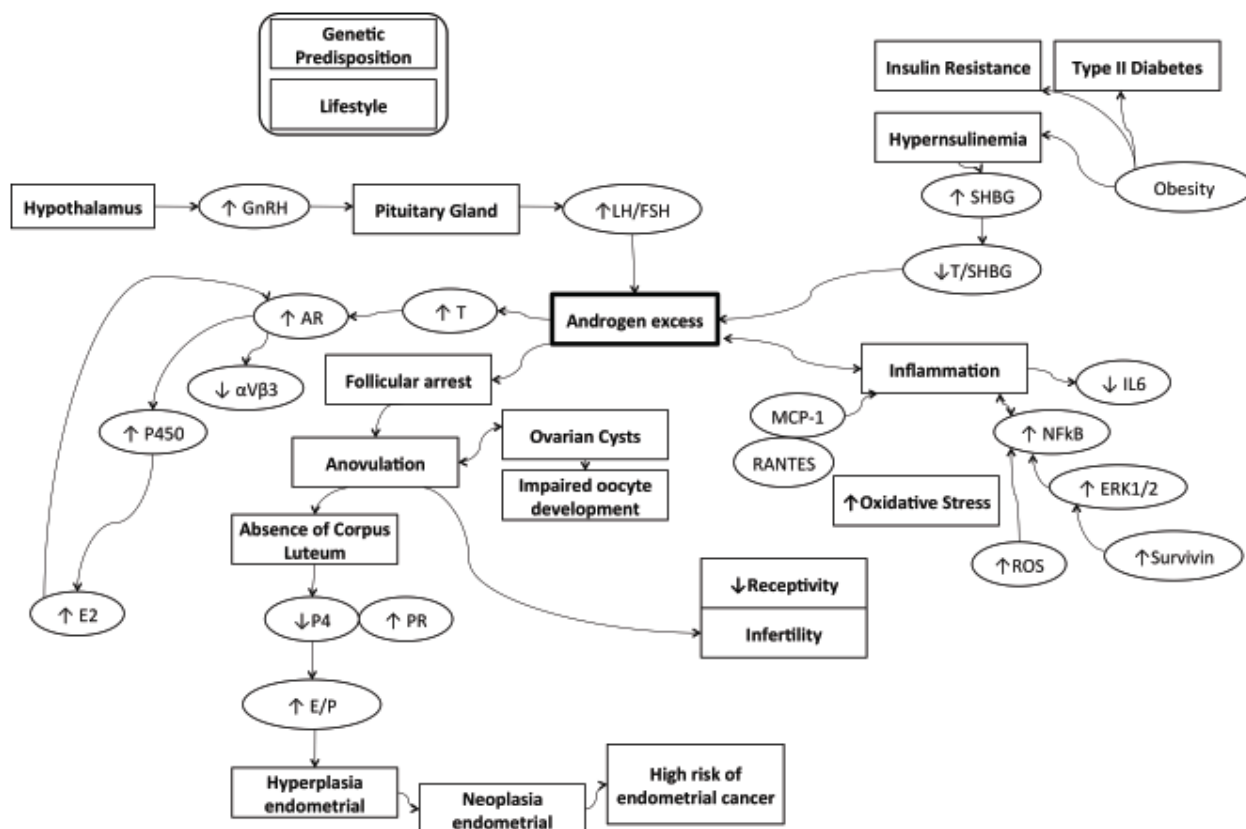 Genetic
Predisposition
Lifestyle
Insulin Resistance
Type II Diabetes
Hypernsulinemia
Obesity
↑ SHBG
↓T/SHBG
Hypothalamus
↑ GnRH
Pituitary Gland
↑LH/FSH
Androgen excess
↑ T
↑ AR
↓ αVβ3
↑ P450
↑ E2
Follicular arrest
Anovulation
Ovarian Cysts
Impaired oocyte
development
Absence of Corpus
Luteum
↓P4
↑ PR
↑ E/P
Hyperplasia
endometrial
Neoplasia
endometrial
High risk of
endometrial cancer
↓Receptivity
Infertility
Inflammation
↓ IL6
MCP-1
RANTES
↑ NFkB
↑Oxidative Stress
↑ ERK1/2
↑ROS
↑Survivin